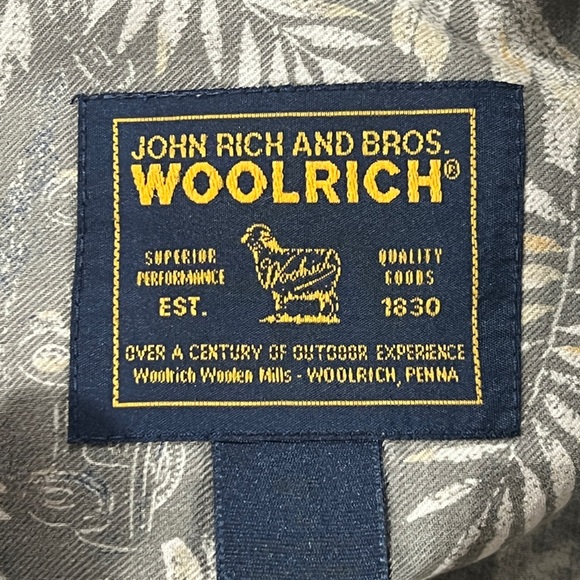 JOHN RICH AND BROS.
WOOLRICH®
SUPERIOR
PERFORMANCE
EST.
Woolrich
QUALITY
GOODS
1830
OVER A CENTURY OF OUTDOOR EXPERIENCE
Woolrich Woolen Mills - WOOLRICH, PENNA